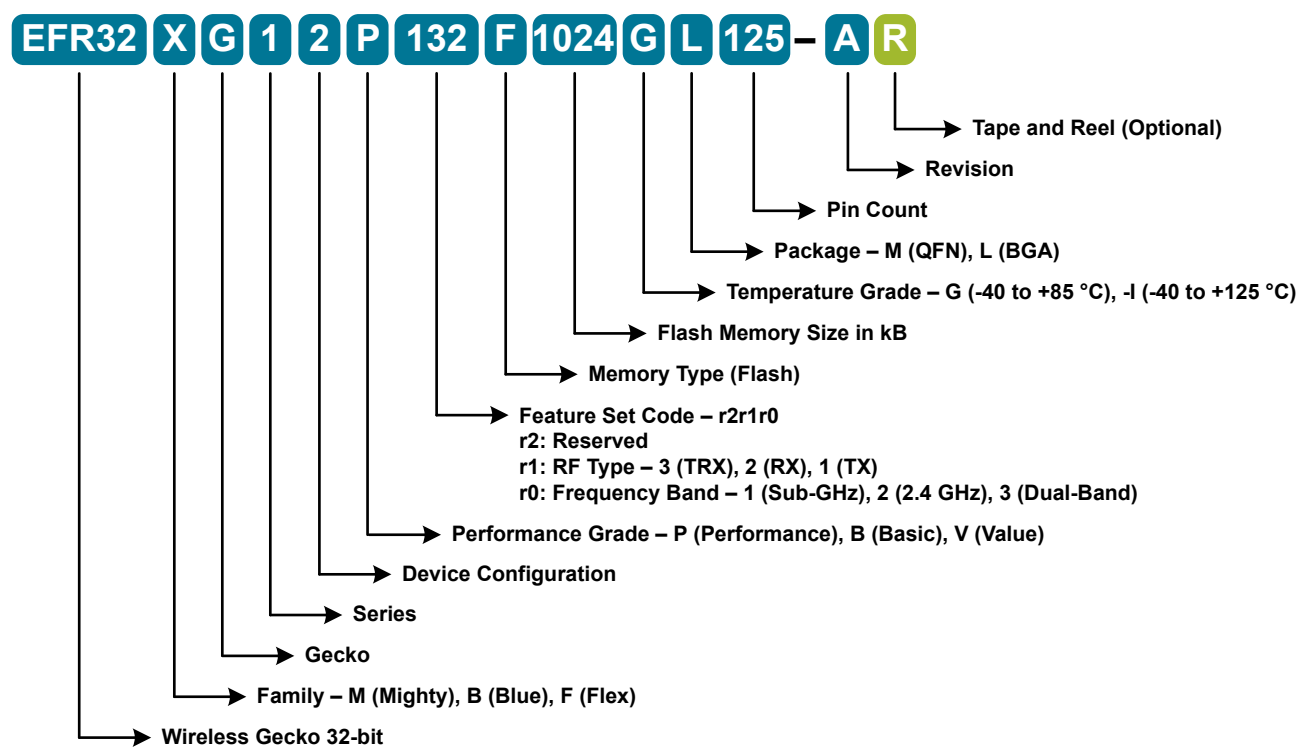 EFR32 X G 1 2 P 132 F 1024 G L 125 – A R
Tape and Reel (Optional)
Revision
Pin Count
Package – M (QFN), L (BGA)
Temperature Grade – G (-40 to +85 °C), -I (-40 to +125 °C)
Flash Memory Size in kB
Memory Type (Flash)
Feature Set Code – r2r1r0
r2: Reserved
r1: RF Type – 3 (TRX), 2 (RX), 1 (TX)
r0: Frequency Band – 1 (Sub-GHz), 2 (2.4 GHz), 3 (Dual-Band)
Performance Grade – P (Performance), B (Basic), V (Value)
Device Configuration
Series
Gecko
Family – M (Mighty), B (Blue), F (Flex)
Wireless Gecko 32-bit